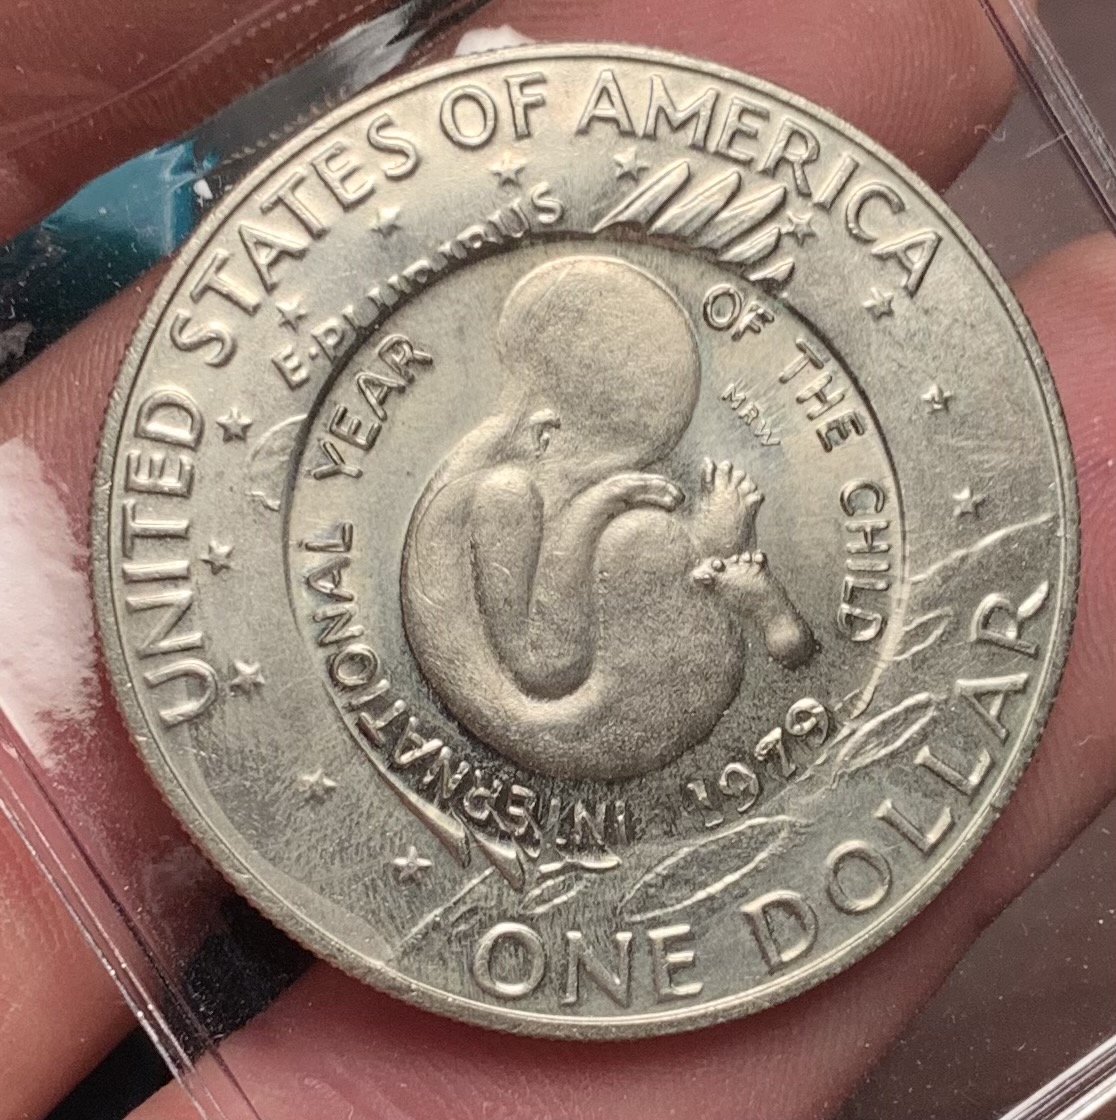 UNITED STATES OF AMERICA
E·PLURIBUS
INTERNATIONAL YEAR OF THE CHILD
MRW
1979
ONE DOLLAR